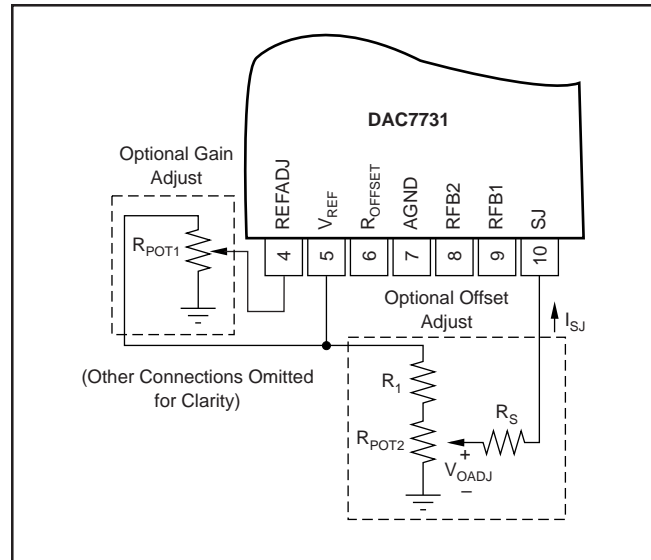 DAC7731
Optional Gain
Adjust
REFADJ
V_REF
R_OFFSET
AGND
RFB2
RFB1
SJ
4
5
6
7
8
9
10
R_POT1
Optional Offset
Adjust
I_SJ
(Other Connections Omitted
for Clarity)
R_1
R_S
R_POT2
+
V_OADJ
–